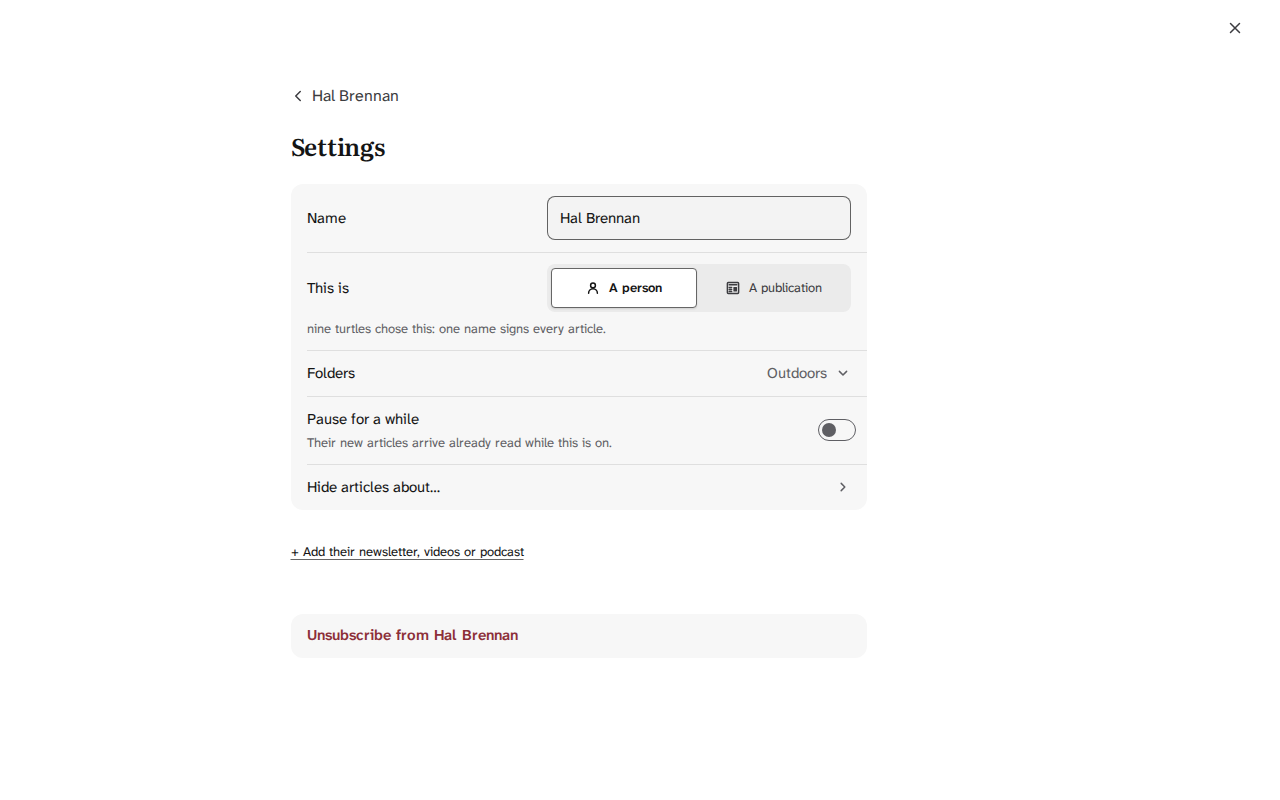 Hal Brennan
Settings
Name
Hal Brennan
This is
A person
A publication
nine turtles chose this: one name signs every article.
Folders
Outdoors
Pause for a while
Their new articles arrive already read while this is on.
Hide articles about...
+ Add their newsletter, videos or podcast
Unsubscribe from Hal Brennan